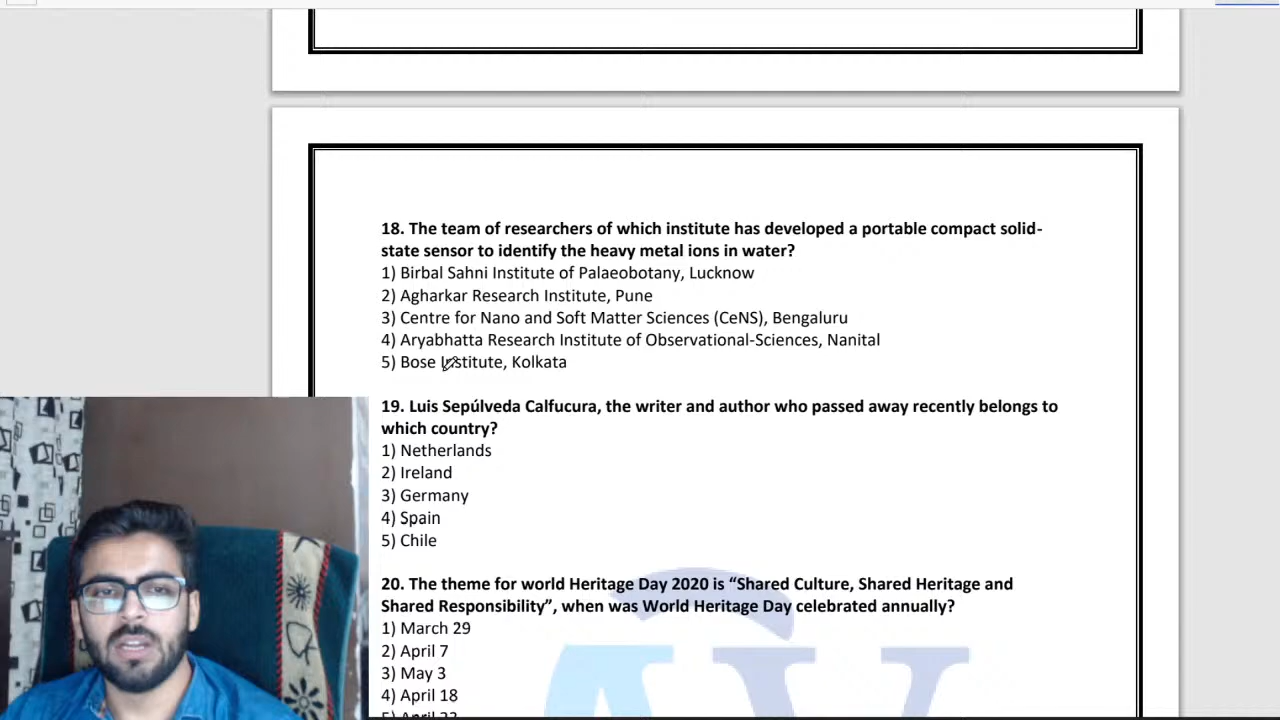 18. The team of researchers of which institute has developed a portable compact solid-
state sensor to identify the heavy metal ions in water?
1) Birbal Sahni Institute of Palaeobotany, Lucknow
2) Agharkar Research Institute, Pune
3) Centre for Nano and Soft Matter Sciences (CeNS), Bengaluru
4) Aryabhatta Research Institute of Observational-Sciences, Nanital
5) Bose Institute, Kolkata
19. Luis Sepúlveda Calfucura, the writer and author who passed away recently belongs to
which country?
1) Netherlands
2) Ireland
3) Germany
4) Spain
5) Chile
20. The theme for world Heritage Day 2020 is “Shared Culture, Shared Heritage and
Shared Responsibility”, when was World Heritage Day celebrated annually?
1) March 29
2) April 7
3) May 3
4) April 18
5) April 23